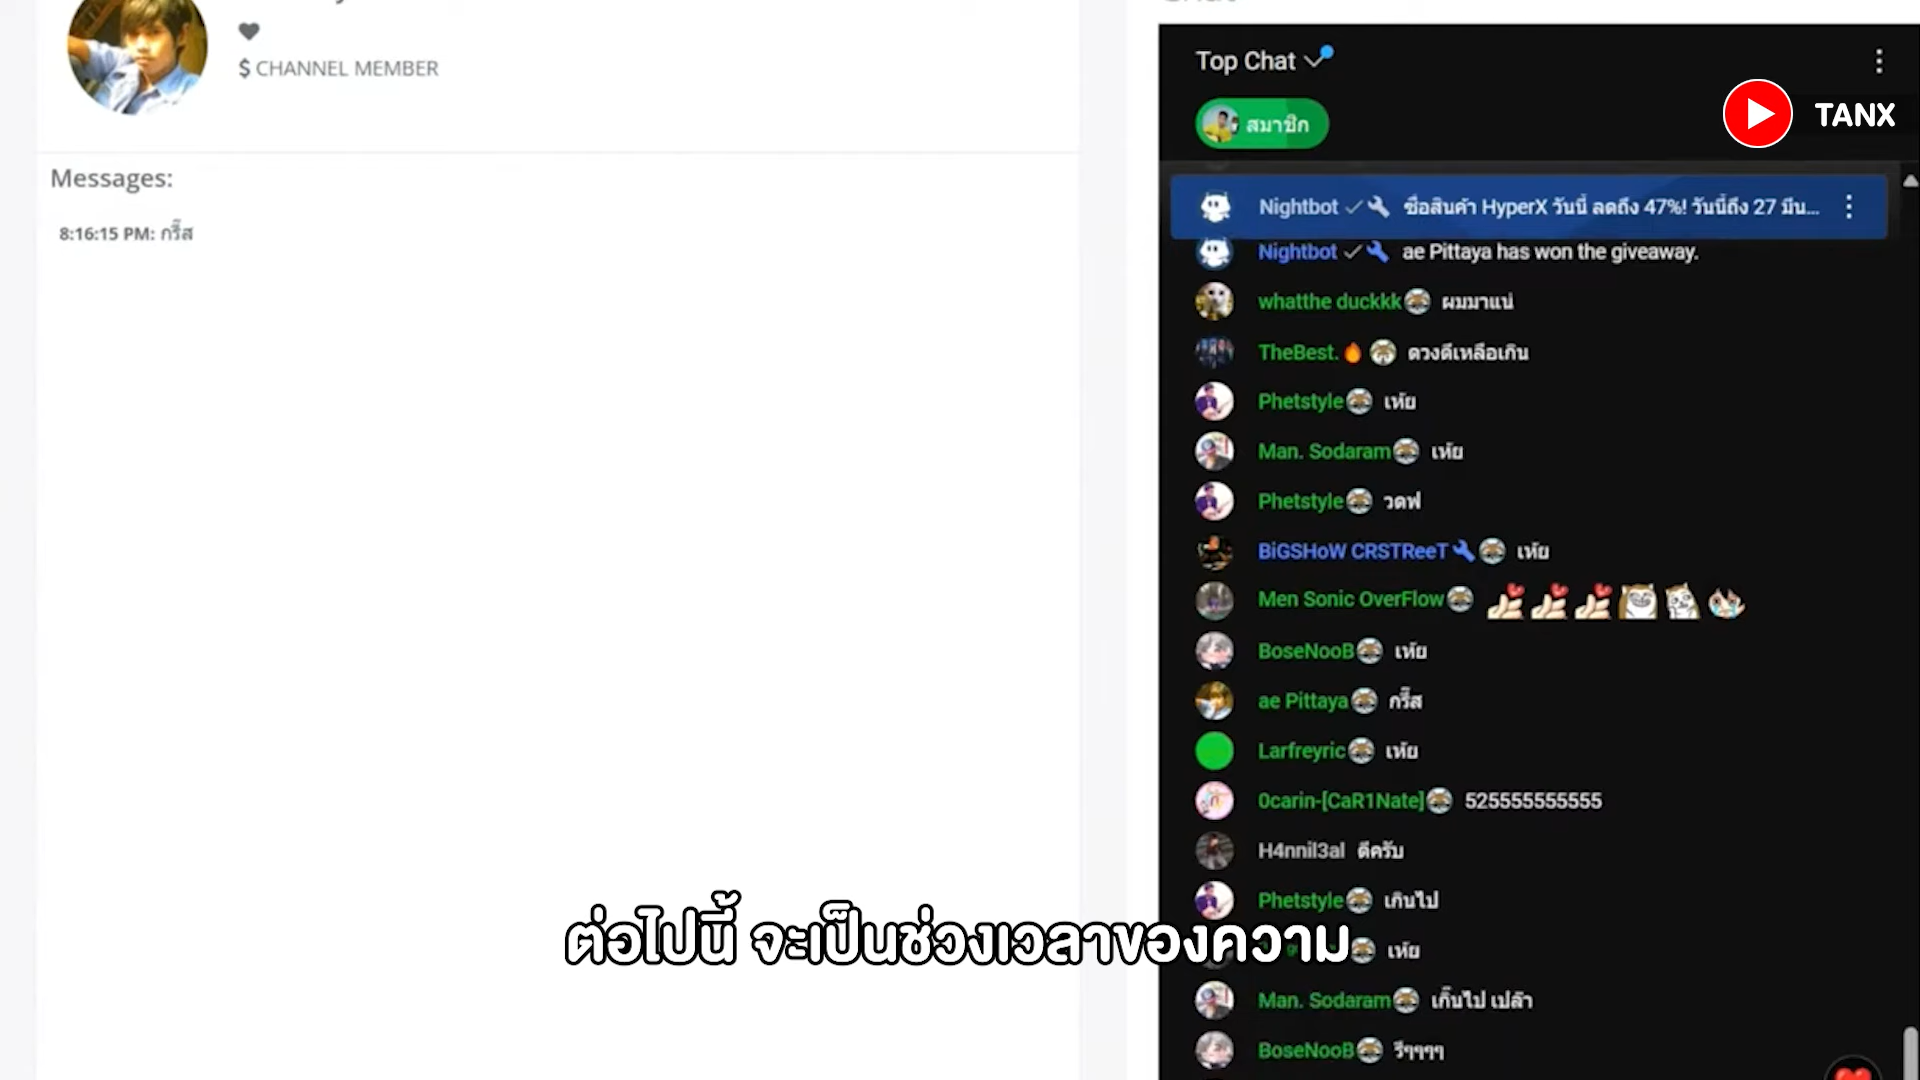 $ CHANNEL MEMBER
Messages:
8:16:15 PM: กรี๊ส
Top Chat
สมาชิก
TANX
Nightbot ซื้อสินค้า HyperX วันนี้ ลดถึง 47%! วันนี้ถึง 27 มีน...
Nightbot ae Pittaya has won the giveaway.
whatthe duckkk ผมมาแน่
TheBest. ดวงดีเหลือเกิน
Phetstyle เห้ย
Man. Sodaram เห้ย
Phetstyle วดฟ
BiGSHoW CRSTReeT เห้ย
Men Sonic OverFlow
BoseNooB เห้ย
ae Pittaya กรี๊ส
Larfreyric เห้ย
0carin-[CaR1Nate] 525555555555
H4nnil3al ดีครับ
Phetstyle เกินไป
เห้ย
Man. Sodaram เกิ๊นไป เปล๊า
BoseNooB รึๆๆๆๆ
ต่อไปนี้ จะเป็นช่วงเวลาของความ